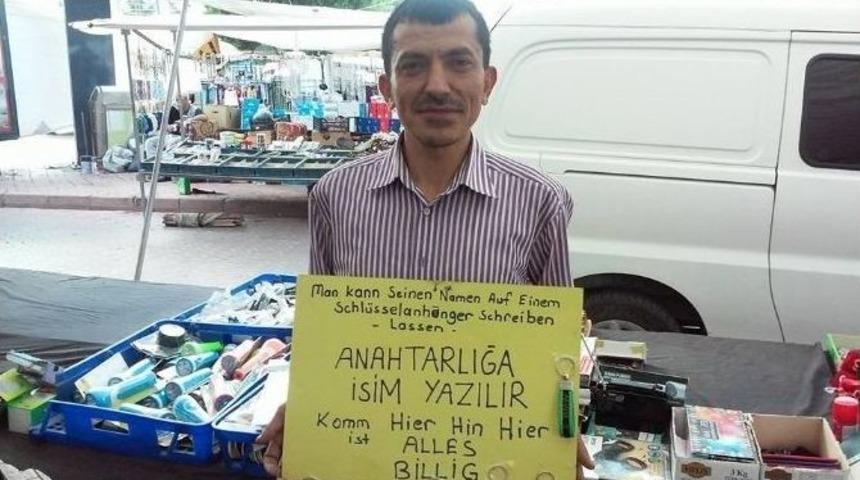 Man kann Seinen Namen Auf Einem
Schlüsselanhänger Schreiben
- Lassen -
ANAHTARLIĞA
İSİM YAZILIR
Komm Hier Hin Hier
ist ALLES
BILLIG